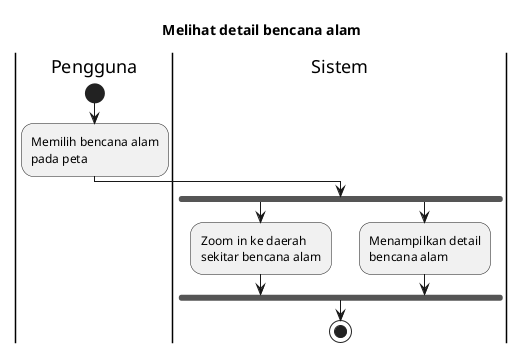 Melihat detail bencana alam
Pengguna
Sistem
Memilih bencana alam
pada peta
Zoom in ke daerah
sekitar bencana alam
Menampilkan detail
bencana alam